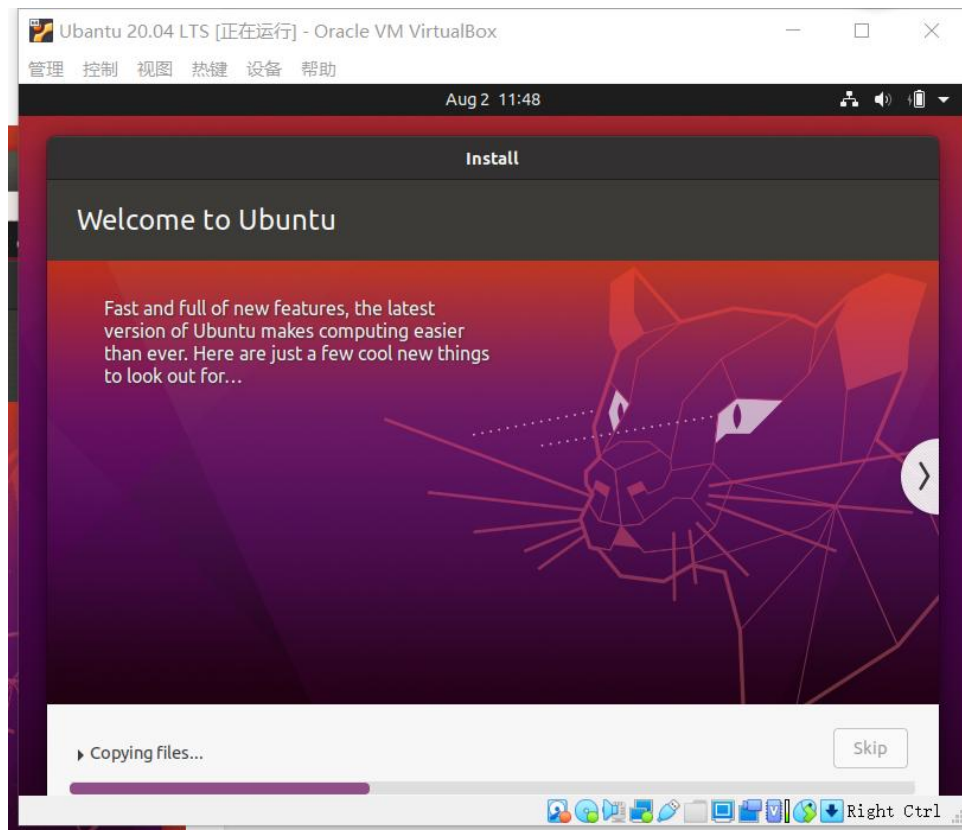 Ubantu 20.04 LTS [正在运行] - Oracle VM VirtualBox
管理 控制 视图 热键 设备 帮助
Aug 2 11:48
Install
Welcome to Ubuntu
Fast and full of new features, the latest
version of Ubuntu makes computing easier
than ever. Here are just a few cool new things
to look out for...
Copying files...
Skip
Right Ctrl